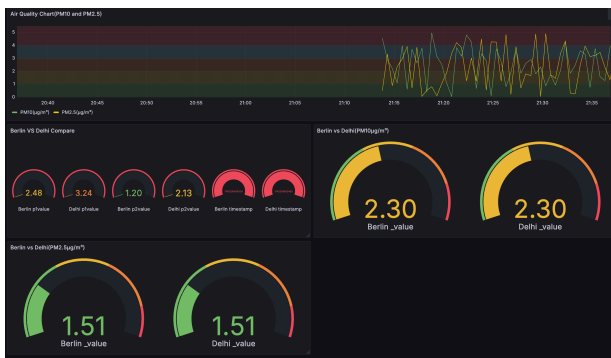 Air Quality Chart(PM10 and PM2.5)
5
4
3
2
1
0
20:40 20:45 20:50 20:55 21:00 21:05 21:10 21:15 21:20 21:25 21:30 21:35
PM10(μg/m³) PM2.5(μg/m³)
Berlin VS Delhi Compare
2.48 3.24 1.20 2.13
Berlin p1value Delhi p1value Berlin p2value Delhi p2value Berlin timestamp Delhi timestamp
Berlin vs Delhi(PM10μg/m³)
2.30 2.30
Berlin _value Delhi _value
Berlin vs Delhi(PM2.5μg/m³)
1.51 1.51
Berlin _value Delhi _value